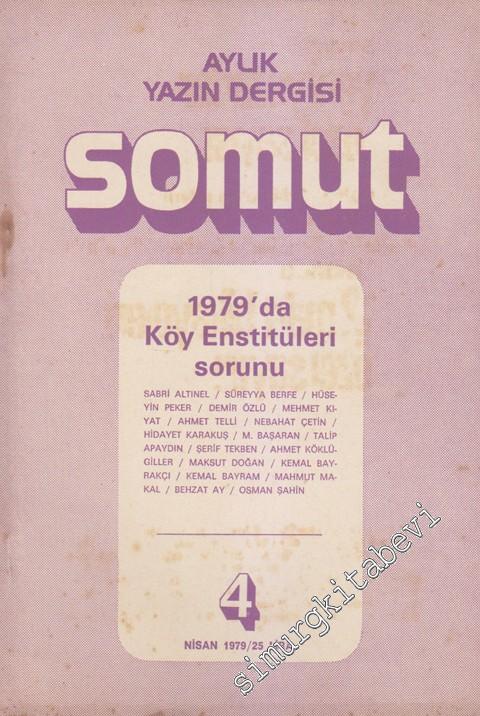 AYLIK
YAZIN DERGİSİ
somut
1979'da
Köy Enstitüleri
sorunu
SABRİ ALTINEL / SÜREYYA BERFE / HÜSE-
YİN PEKER / DEMİR ÖZLÜ / MEHMET KI-
YAT / AHMET TELLİ / NEBAHAT ÇETİN /
HİDAYET KARAKUŞ / M. BAŞARAN / TALİP
APAYDIN / ŞERİF TEKBEN / AHMET KÖKLÜ-
GİLLER / MAKSUT DOĞAN / KEMAL BAY-
RAKÇI / KEMAL BAYRAM / MAHMUT MA-
KAL / BEHZAT AY / OSMAN ŞAHİN
4
NİSAN 1979/25 LİRA
simurgkitabevi